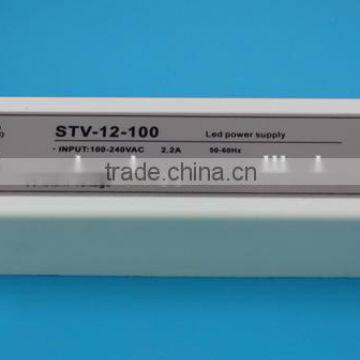 STV-12-100 Led power supply
· INPUT:100-240VAC 2.2A 50-60Hz
trade.china.cn